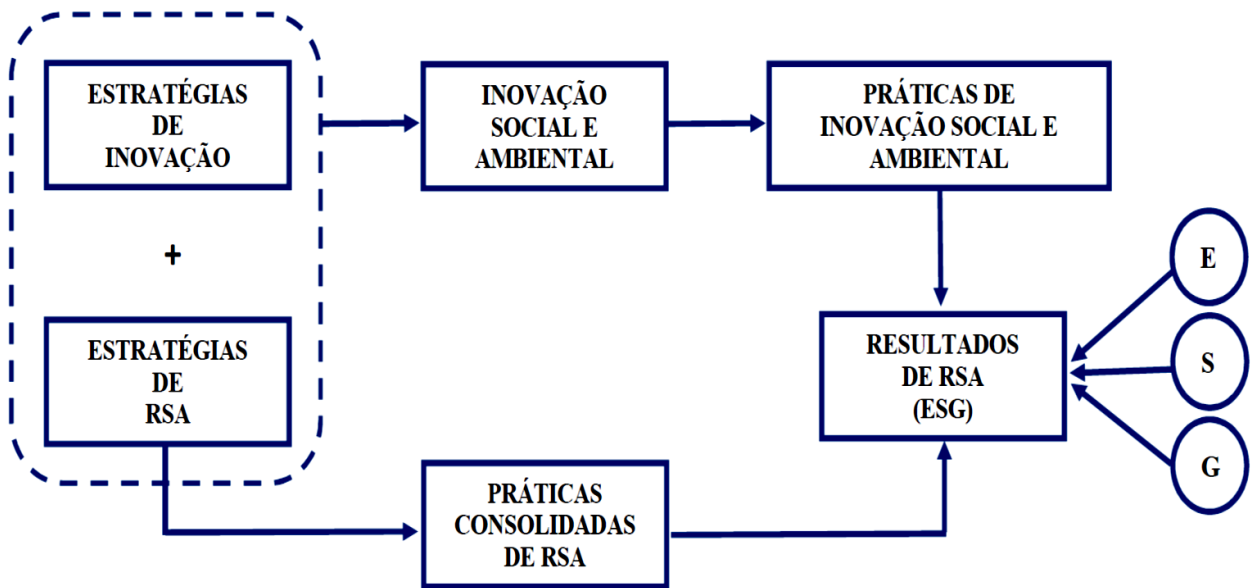 ESTRATÉGIAS
DE
INOVAÇÃO
+
ESTRATÉGIAS
DE
RSA
INOVAÇÃO
SOCIAL E
AMBIENTAL
PRÁTICAS DE
INOVAÇÃO SOCIAL E
AMBIENTAL
PRÁTICAS
CONSOLIDADAS
DE RSA
RESULTADOS
DE RSA
(ESG)
E
S
G